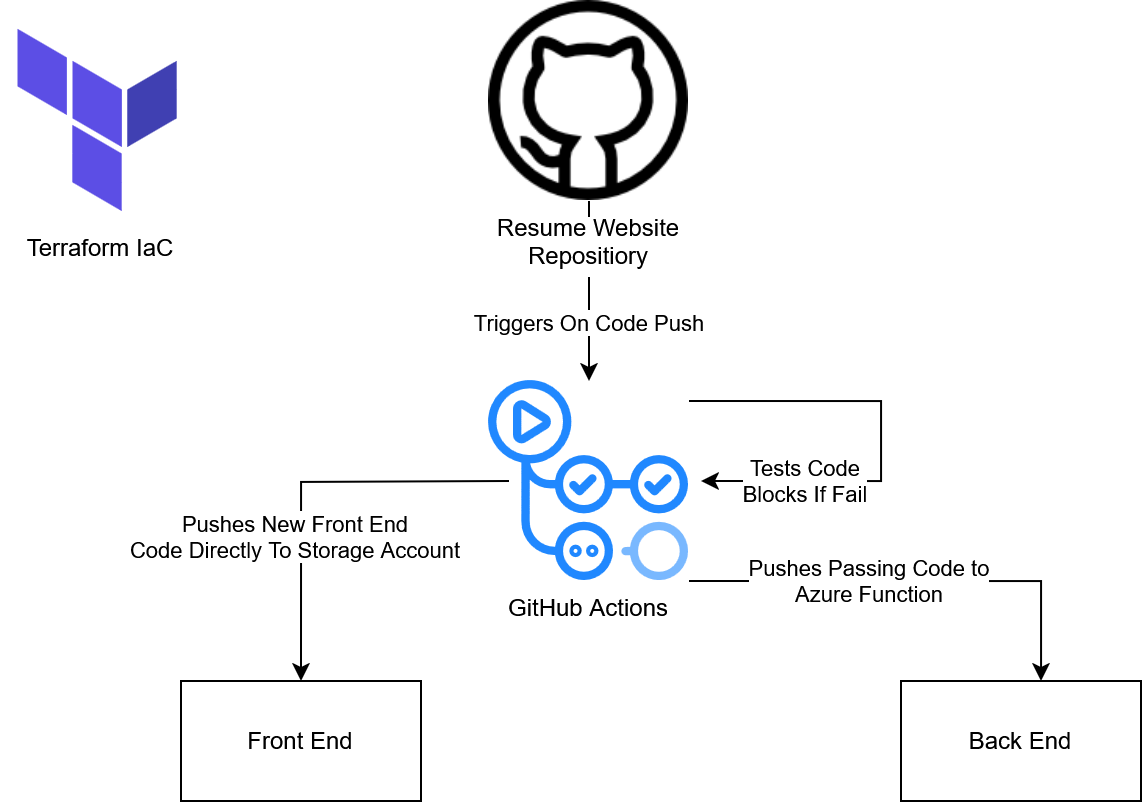 Terraform IaC
Resume Website
Repositiory
Triggers On Code Push
Tests Code
Blocks If Fail
Pushes New Front End
Code Directly To Storage Account
Pushes Passing Code to
Azure Function
GitHub Actions
Front End
Back End